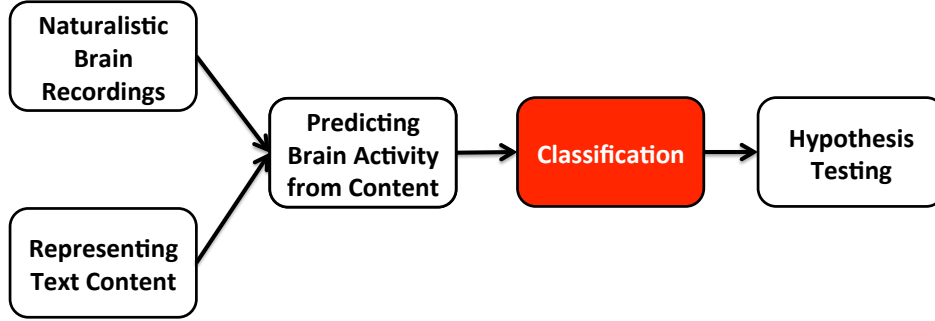 Naturalistic
Brain
Recordings
Representing
Text Content
Predicting
Brain Activity
from Content
Classification
Hypothesis
Testing